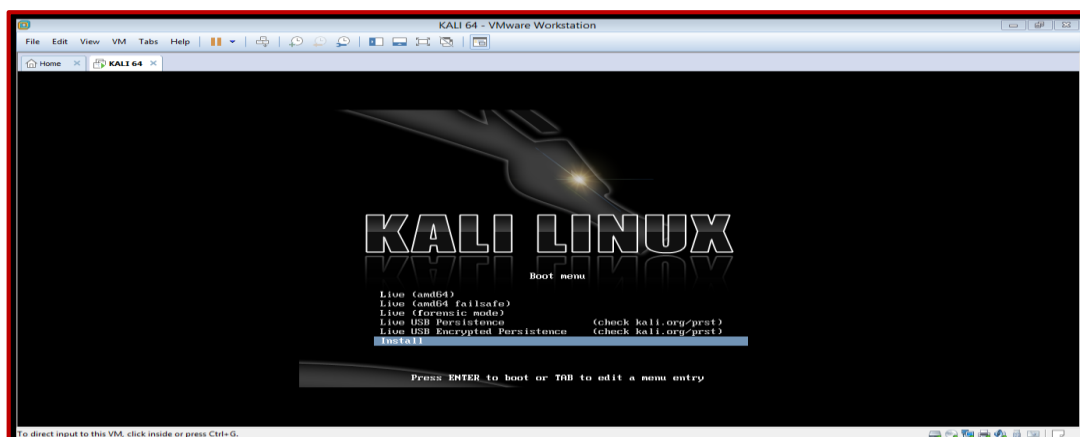 KALI 64 - VMware Workstation
File Edit View VM Tabs Help
Home KALI 64
KALI LINUX
Boot menu
Live (amd64)
Live (amd64 failsafe)
Live (forensic mode)
Live USB Persistence (check kali.org/prst)
Live USB Encrypted Persistence (check kali.org/prst)
Install
Press ENTER to boot or TAB to edit a menu entry
To direct input to this VM, click inside or press Ctrl+G.